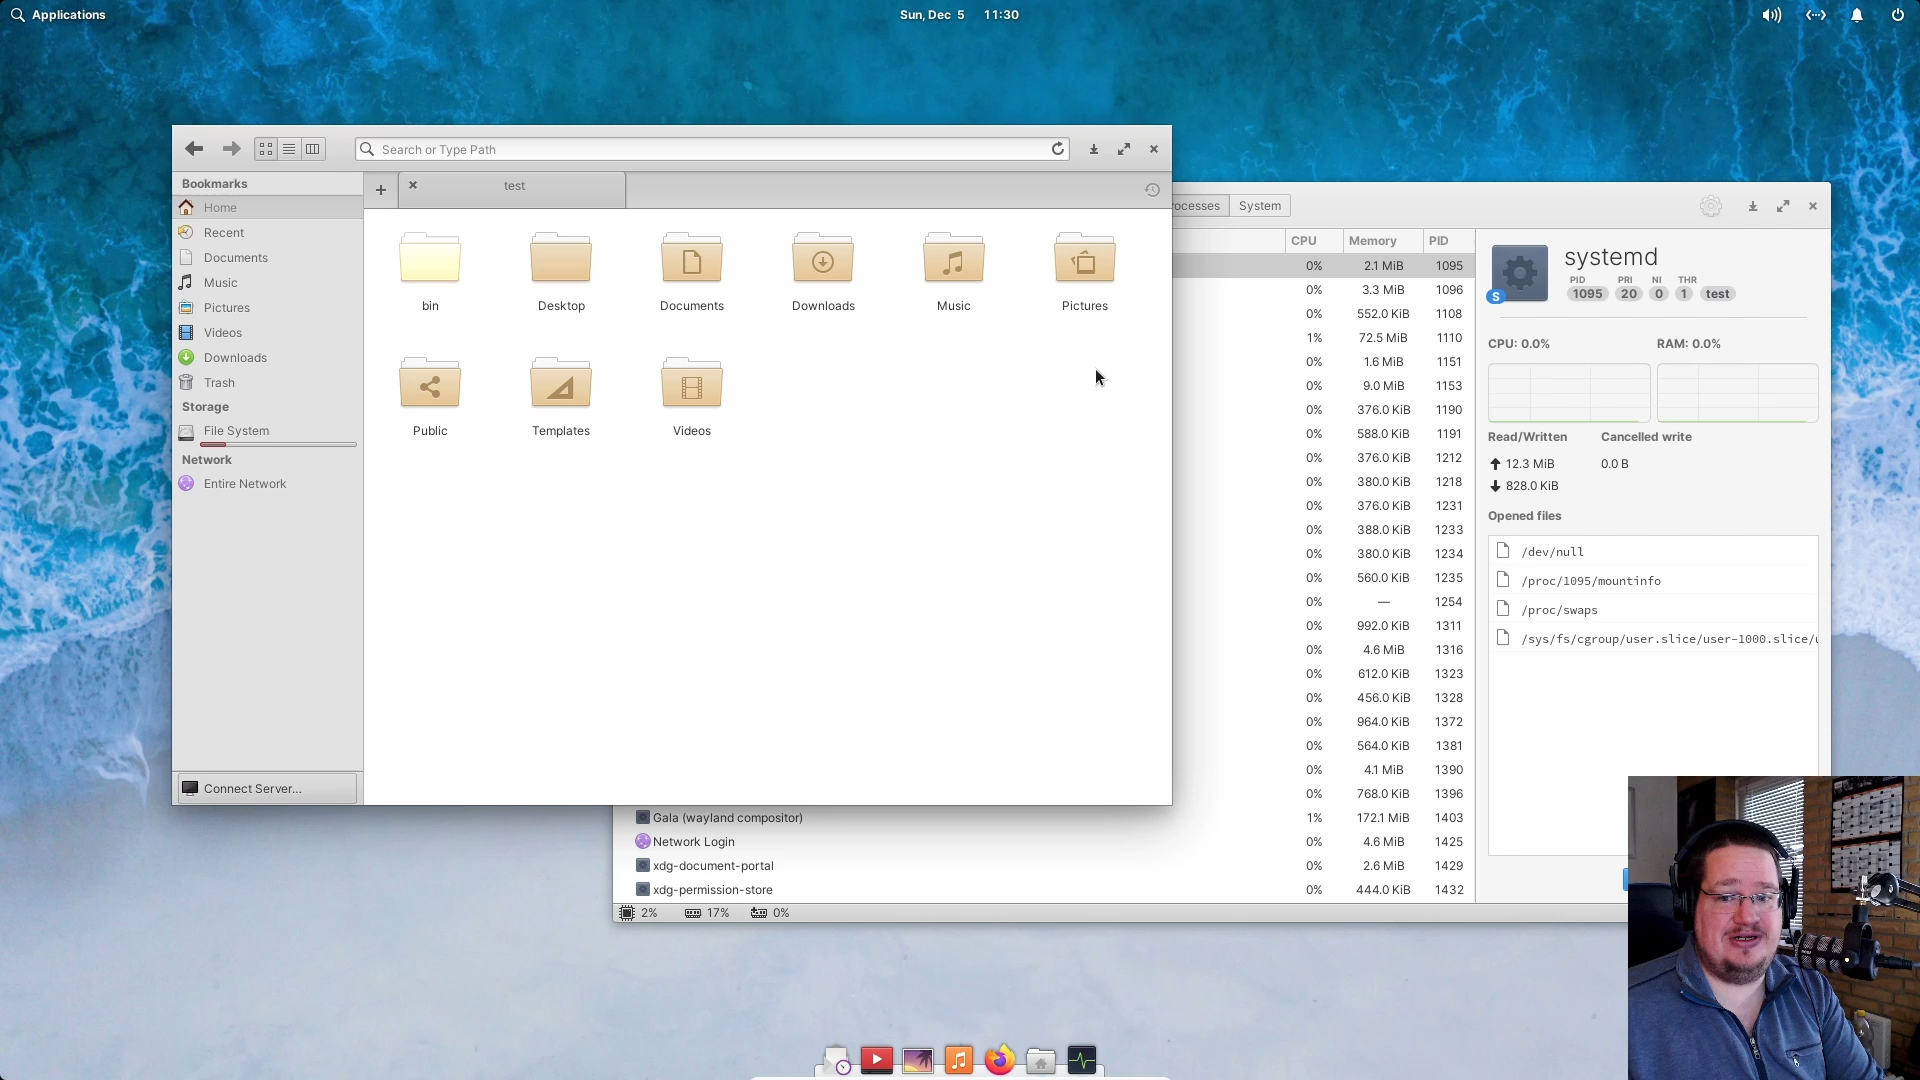 Applications
Sun, Dec 5 11:30
Search or Type Path
Bookmarks
Home
Recent
Documents
Music
Pictures
Videos
Downloads
Trash
Storage
File System
Network
Entire Network
Connect Server...
test
bin
Desktop
Documents
Downloads
Music
Pictures
Public
Templates
Videos
System
CPU Memory PID
0% 2.1 MiB 1095
0% 3.3 MiB 1096
0% 552.0 KiB 1108
1% 72.5 MiB 1110
0% 1.6 MiB 1151
0% 9.0 MiB 1153
0% 376.0 KiB 1190
0% 588.0 KiB 1191
0% 376.0 KiB 1212
0% 380.0 KiB 1218
0% 376.0 KiB 1231
0% 388.0 KiB 1233
0% 380.0 KiB 1234
0% 560.0 KiB 1235
0% — 1254
0% 992.0 KiB 1311
0% 4.6 MiB 1316
0% 612.0 KiB 1323
0% 456.0 KiB 1328
0% 964.0 KiB 1372
0% 564.0 KiB 1381
0% 4.1 MiB 1390
0% 768.0 KiB 1396
Gala (wayland compositor) 1% 172.1 MiB 1403
Network Login 0% 4.6 MiB 1425
xdg-document-portal 0% 2.6 MiB 1429
xdg-permission-store 0% 444.0 KiB 1432
2% 17% 0%
systemd
S
PID PRI NI THR
1095 20 0 1 test
CPU: 0.0% RAM: 0.0%
Read/Written Cancelled write
12.3 MiB 0.0 B
828.0 KiB
Opened files
/dev/null
/proc/1095/mountinfo
/proc/swaps
/sys/fs/cgroup/user.slice/user-1000.slice/